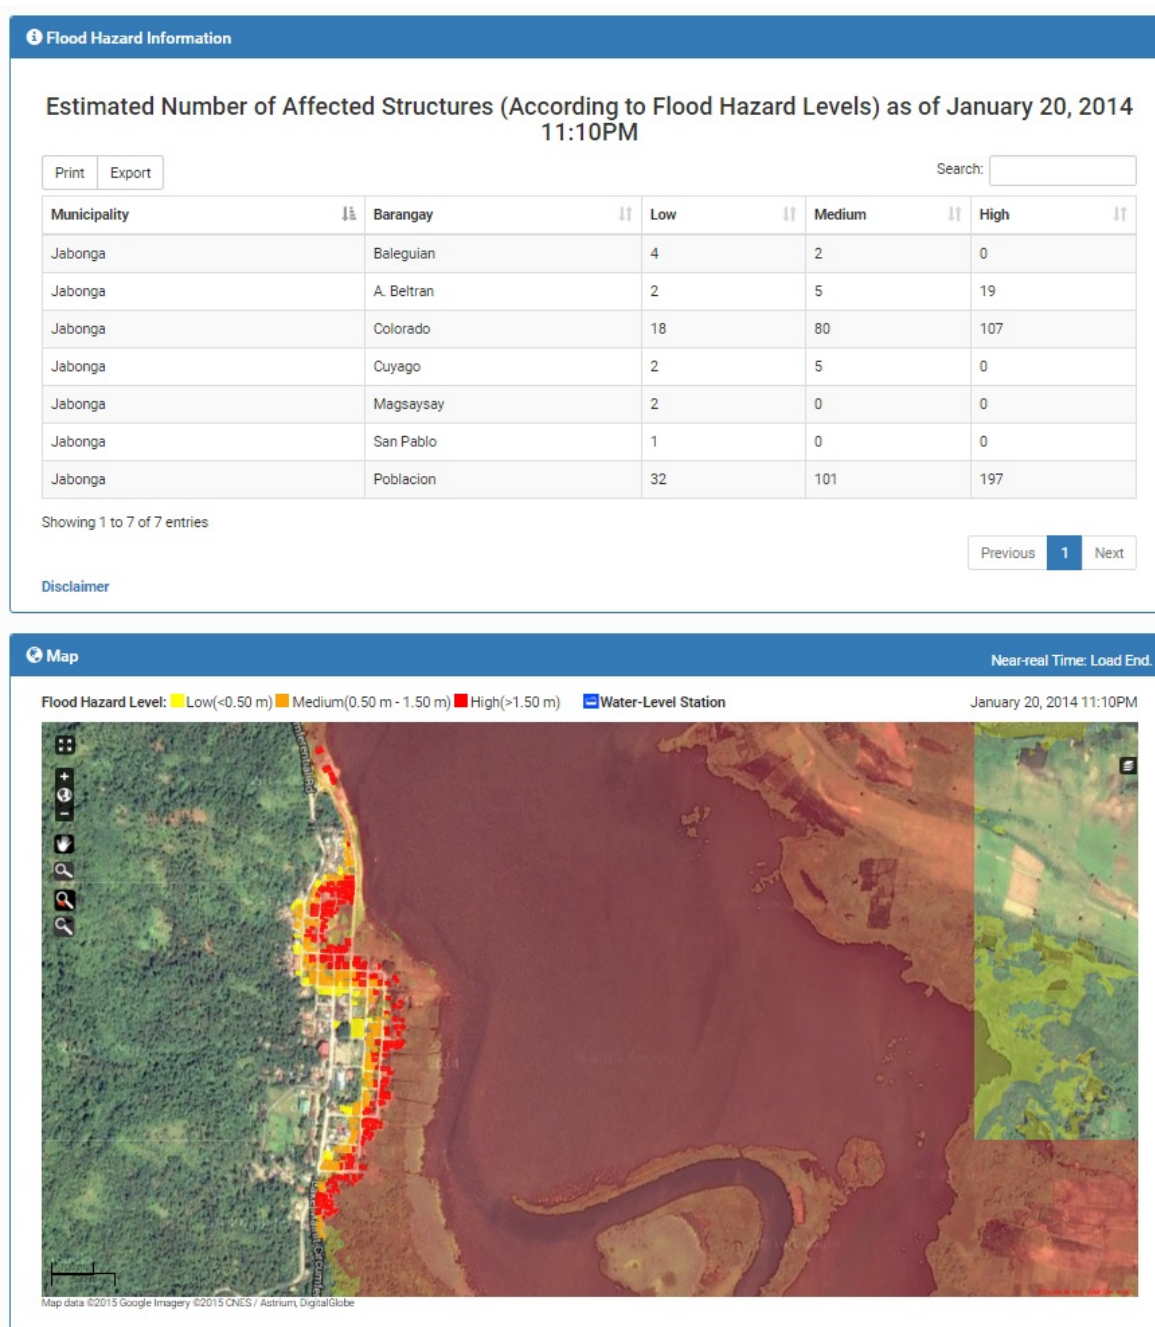 Flood Hazard Information
Estimated Number of Affected Structures (According to Flood Hazard Levels) as of January 20, 2014
11:10PM
Print Export Search:
Municipality Barangay Low Medium High
Jabonga Baleguian 4 2 0
Jabonga A. Beltran 2 5 19
Jabonga Colorado 18 80 107
Jabonga Cuyago 2 5 0
Jabonga Magsaysay 2 0 0
Jabonga San Pablo 1 0 0
Jabonga Poblacion 32 101 197
Showing 1 to 7 of 7 entries
Previous 1 Next
Disclaimer
Map Near-real Time: Load End.
Flood Hazard Level: Low(<0.50 m) Medium(0.50 m - 1.50 m) High(>1.50 m) Water-Level Station January 20, 2014 11:10PM
Map data ©2015 Google Imagery ©2015 CNES / Astrium, DigitalGlobe